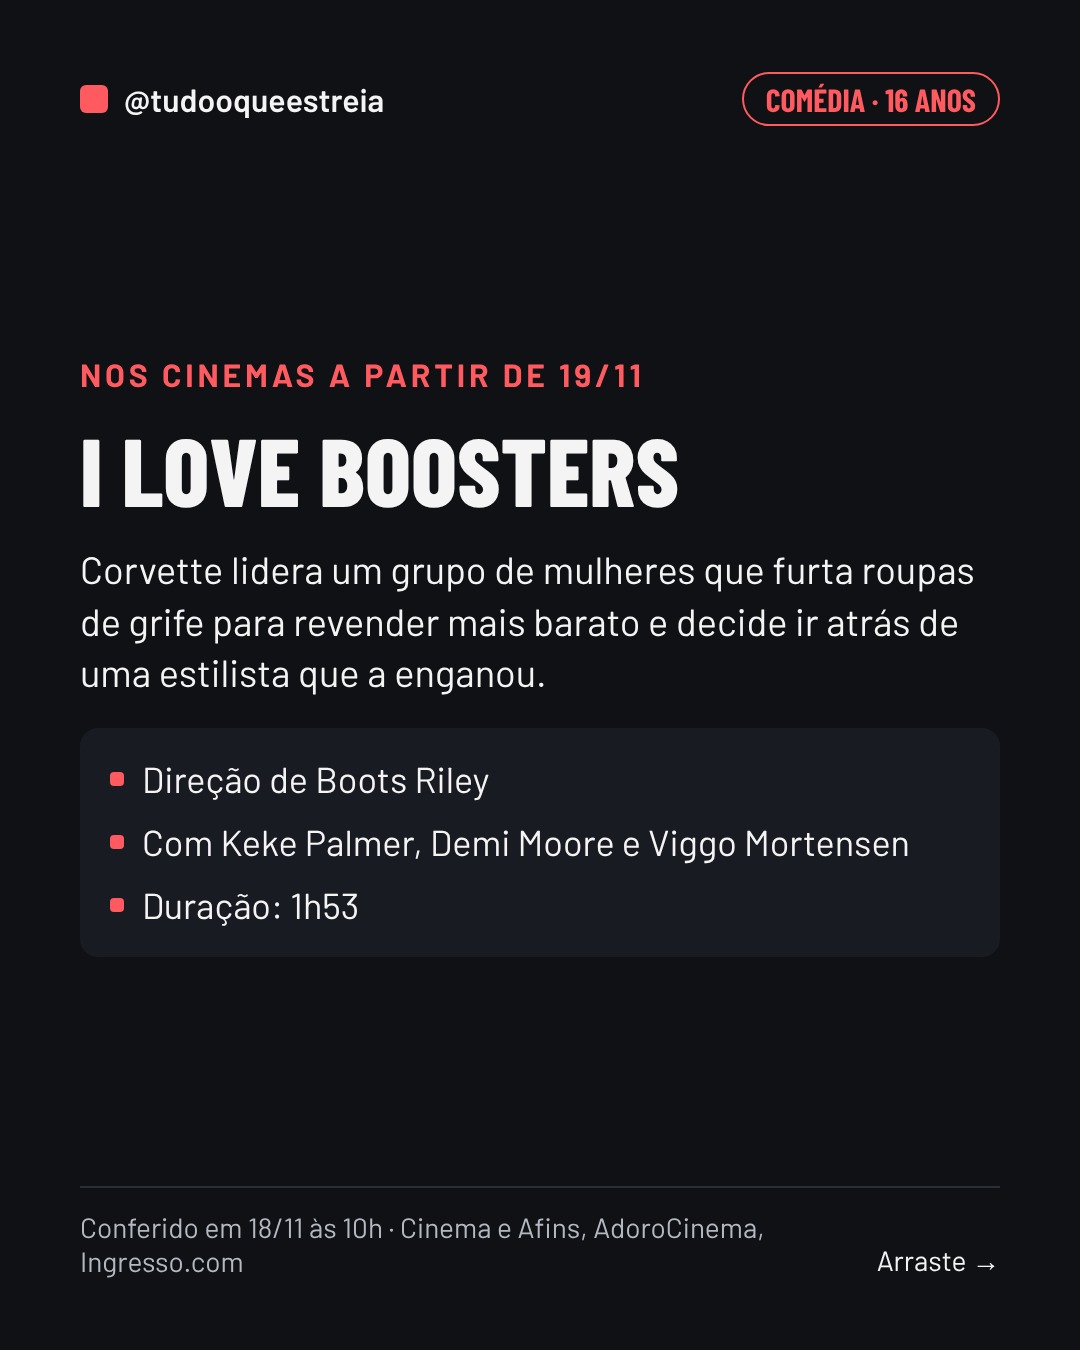 @tudooqueestreia
COMÉDIA · 16 ANOS
NOS CINEMAS A PARTIR DE 19/11
I LOVE BOOSTERS
Corvette lidera um grupo de mulheres que furta roupas
de grife para revender mais barato e decide ir atrás de
uma estilista que a enganou.
Direção de Boots Riley
Com Keke Palmer, Demi Moore e Viggo Mortensen
Duração: 1h53
Conferido em 18/11 às 10h · Cinema e Afins, AdoroCinema,
Ingresso.com
Arraste →